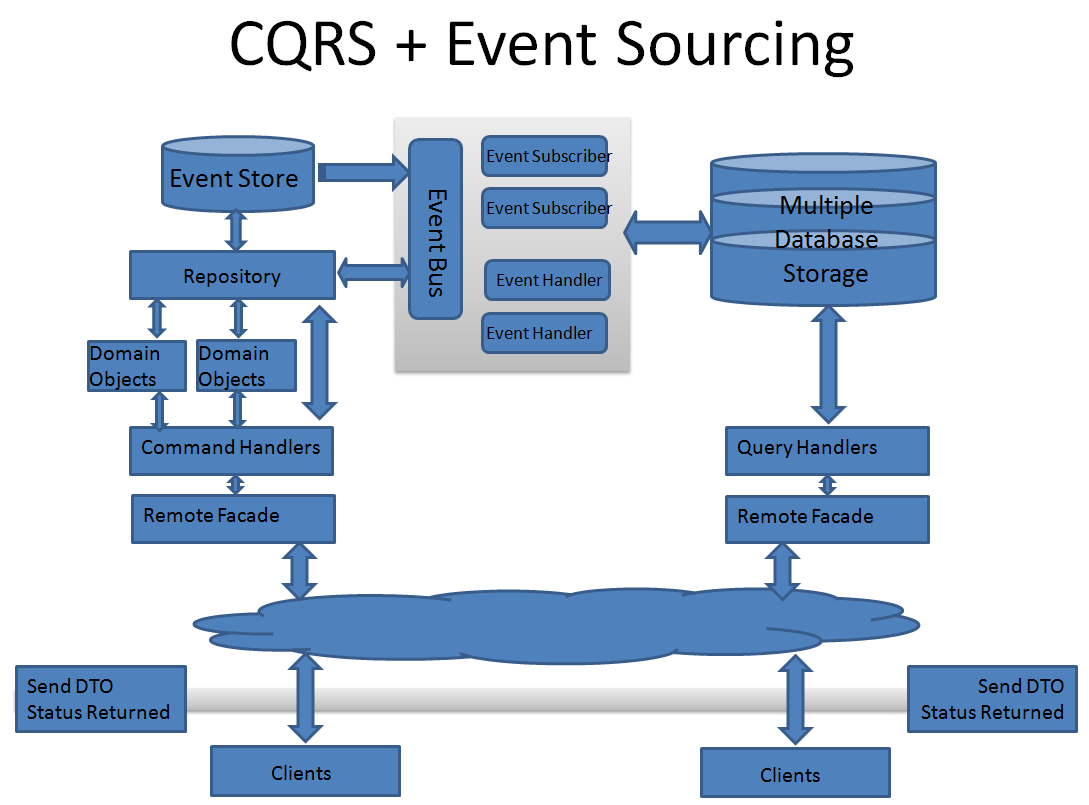 CQRS + Event Sourcing
Event Store
Event Bus
Event Subscriber
Event Subscriber
Event Handler
Event Handler
Multiple
Database
Storage
Repository
Domain
Objects
Domain
Objects
Command Handlers
Remote Facade
Query Handlers
Remote Facade
Send DTO
Status Returned
Send DTO
Status Returned
Clients
Clients